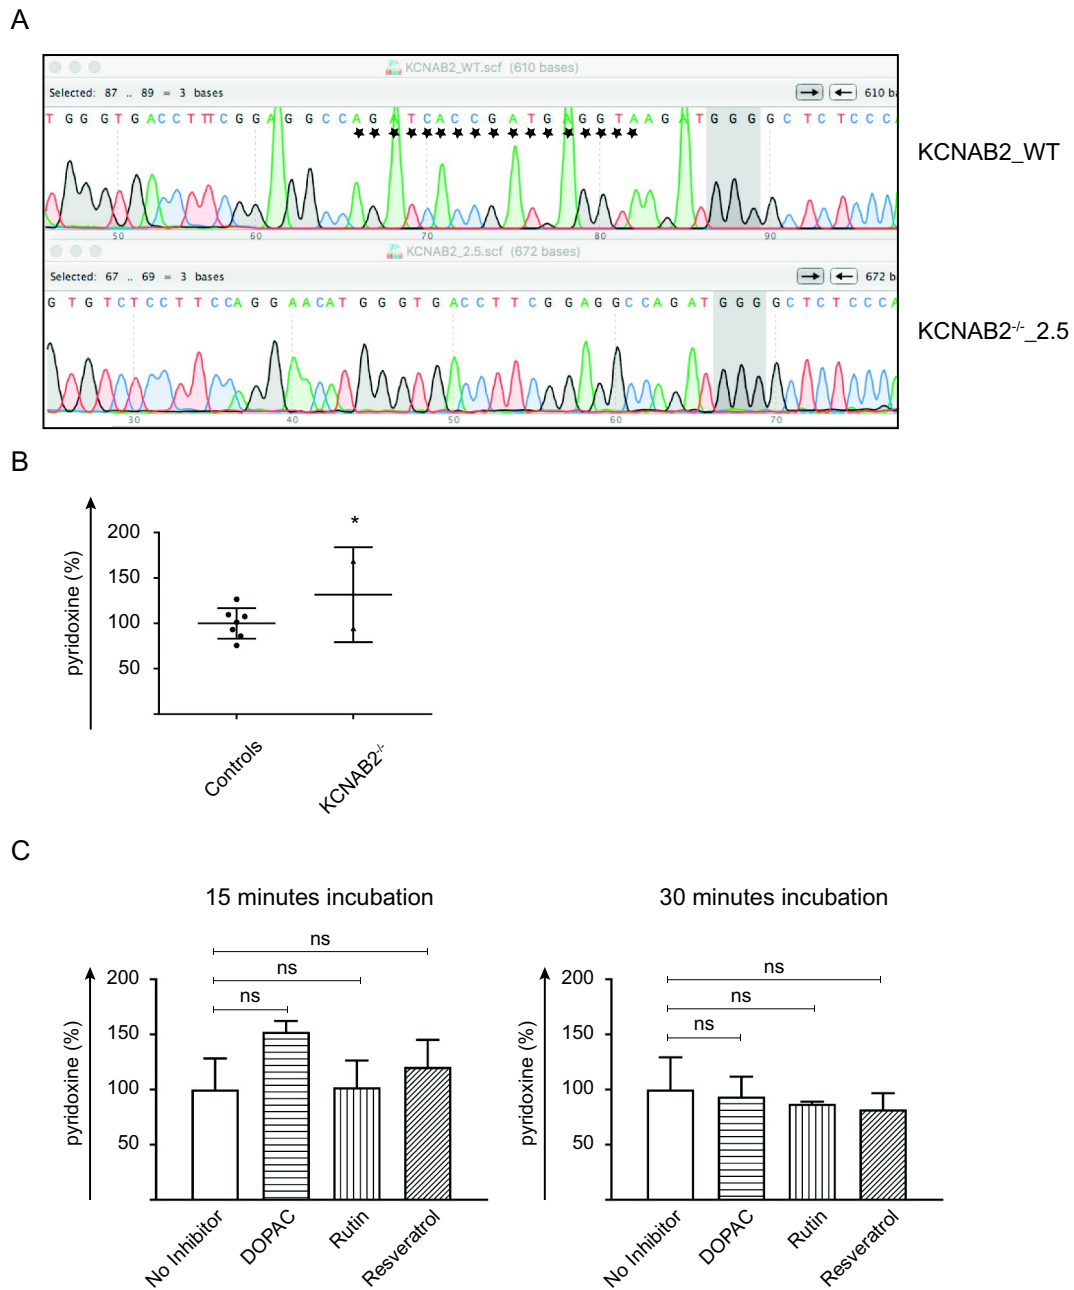 A
KCNAB2_WT.scf (610 bases)
Selected: 87 .. 89 = 3 bases
610 b
T G G G T G A C C T T T C G G A G G C C A G A T C A C C G A T G A G G T A A G A T G G G G C T C T C C C A
50 60 70 80 90
KCNAB2_WT
KCNAB2_2.5.scf (672 bases)
Selected: 67 .. 69 = 3 bases
672 b
G T G T C T C C T T C C A G G A A C A T G G G T G A C C T T C G G A G G C C A G A T G G G G C T C T C C C A
30 40 50 60 70
KCNAB2-/-_2.5
B
pyridoxine (%)
200
150
100
50
*
Controls
KCNAB2-/-
C
15 minutes incubation
ns
ns
ns
pyridoxine (%)
200
150
100
50
No Inhibitor
DOPAC
Rutin
Resveratrol
30 minutes incubation
ns
ns
ns
pyridoxine (%)
200
150
100
50
No Inhibitor
DOPAC
Rutin
Resveratrol